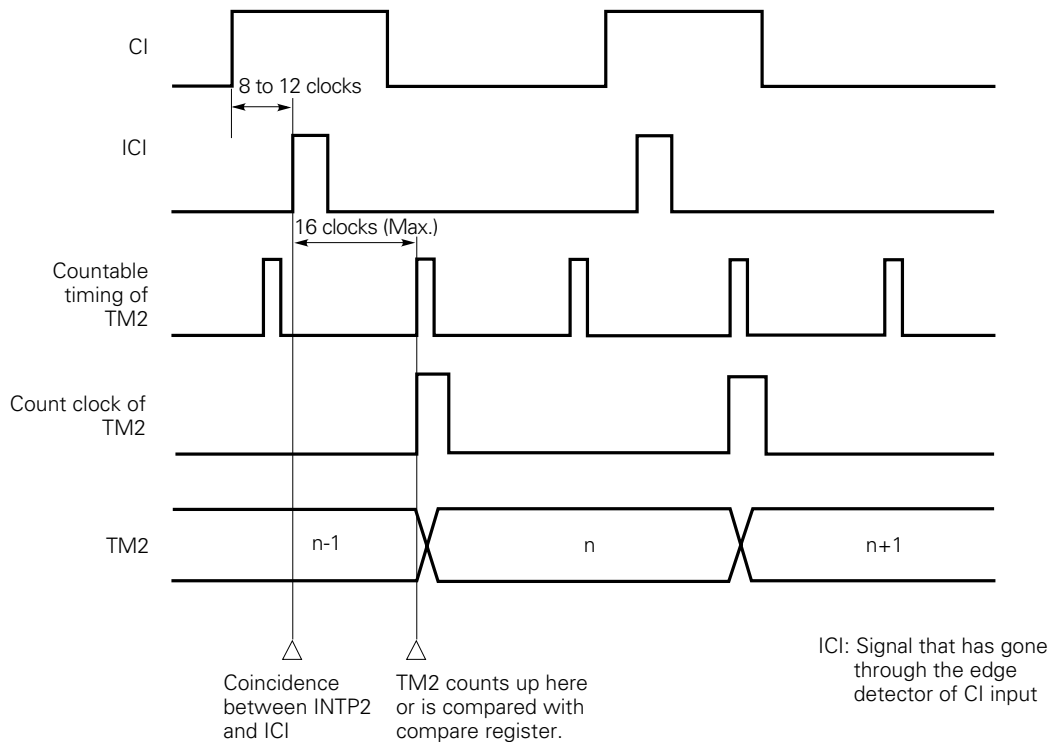 CI
8 to 12 clocks
ICI
16 clocks (Max.)
Countable
timing of
TM2
Count clock of
TM2
TM2
n-1
n
n+1
Coincidence
between INTP2
and ICI
TM2 counts up here
or is compared with
compare register.
ICI: Signal that has gone
through the edge
detector of CI input